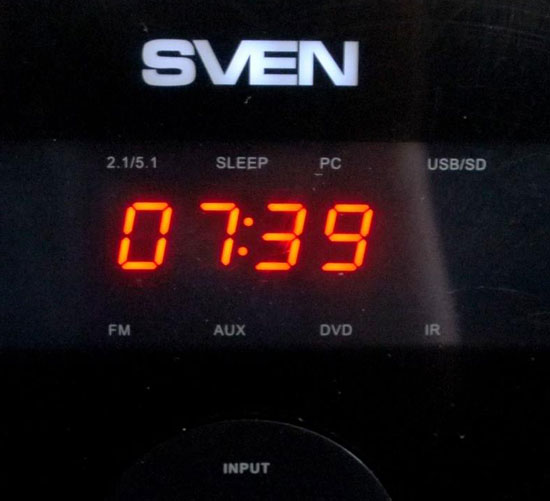 SVEN
2.1/5.1 SLEEP PC USB/SD
07:39
FM AUX DVD IR
INPUT